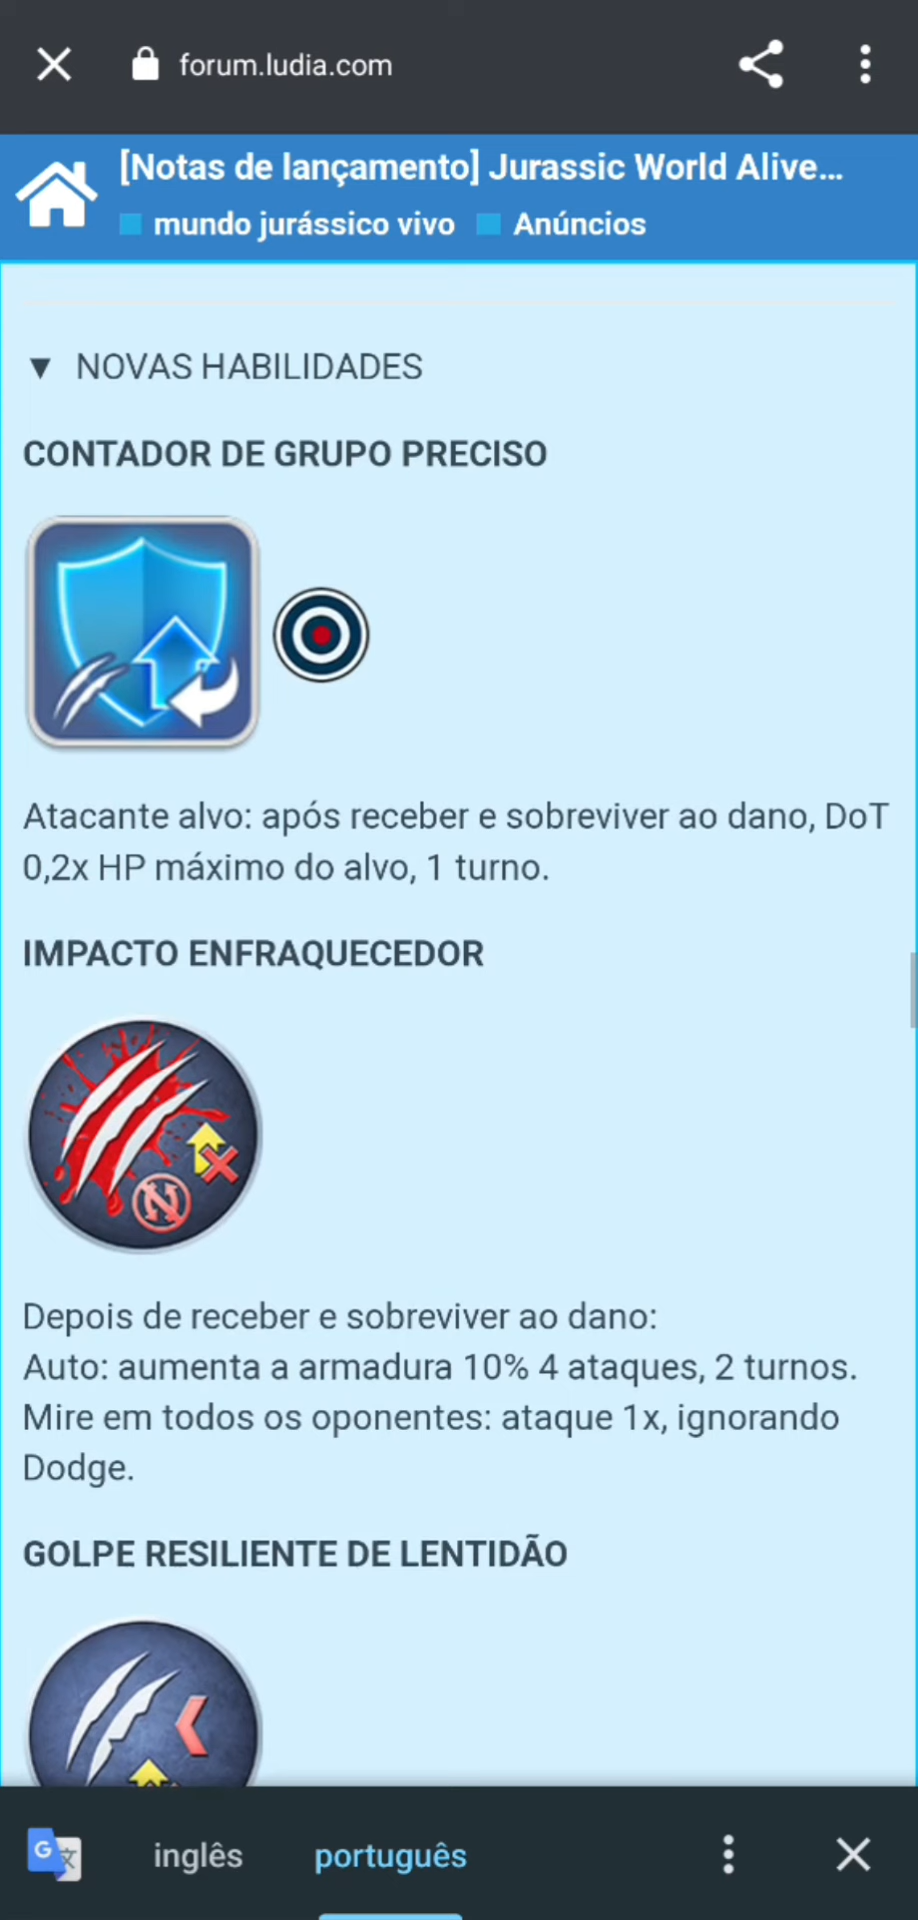 forum.ludia.com
[Notas de lançamento] Jurassic World Alive...
mundo jurássico vivo Anúncios
▼ NOVAS HABILIDADES
CONTADOR DE GRUPO PRECISO
Atacante alvo: após receber e sobreviver ao dano, DoT
0,2x HP máximo do alvo, 1 turno.
IMPACTO ENFRAQUECEDOR
N
Depois de receber e sobreviver ao dano:
Auto: aumenta a armadura 10% 4 ataques, 2 turnos.
Mire em todos os oponentes: ataque 1x, ignorando
Dodge.
GOLPE RESILIENTE DE LENTIDÃO
G 文 inglês português